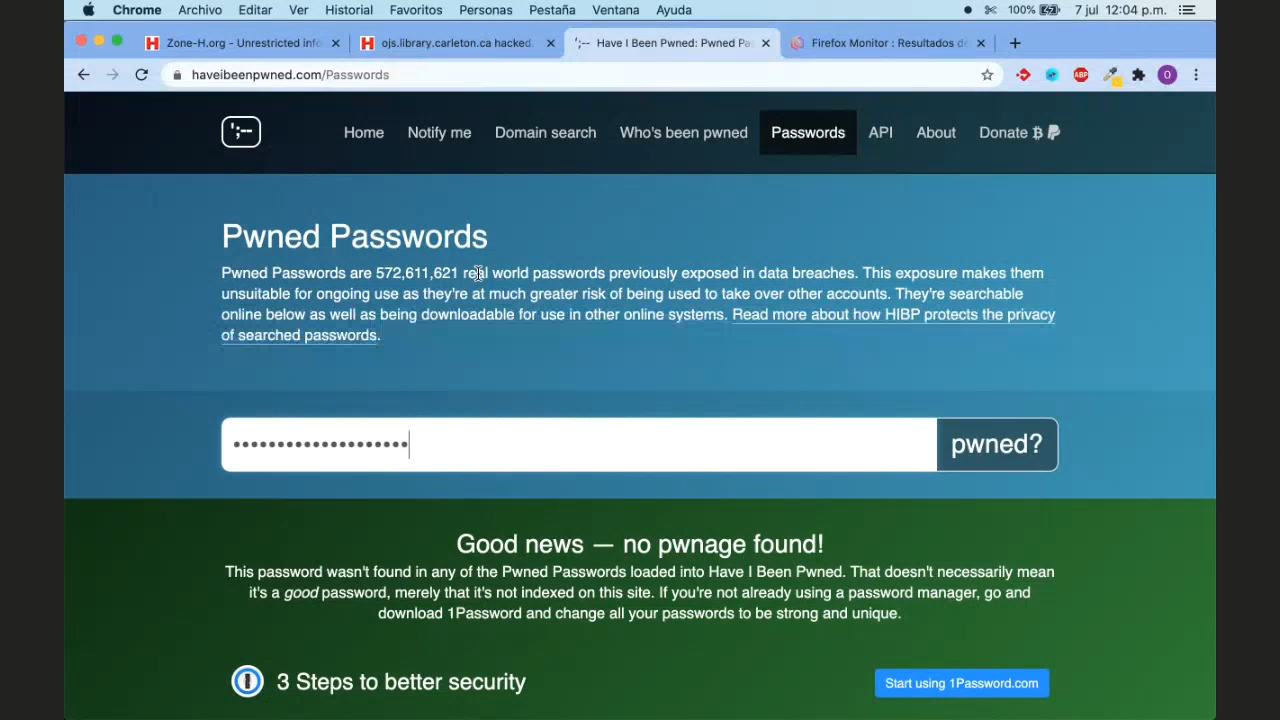 Chrome Archivo Editar Ver Historial Favoritos Personas Pestaña Ventana Ayuda 100% 7 jul 12:04 p.m.
Zone-H.org - Unrestricted info ojs.library.carleton.ca hacked. '; -- Have I Been Pwned: Pwned Pas Firefox Monitor : Resultados de
haveibeenpwned.com/Passwords ABP O
';-- Home Notify me Domain search Who's been pwned Passwords API About Donate
Pwned Passwords
Pwned Passwords are 572,611,621 real world passwords previously exposed in data breaches. This exposure makes them
unsuitable for ongoing use as they're at much greater risk of being used to take over other accounts. They're searchable
online below as well as being downloadable for use in other online systems. Read more about how HIBP protects the privacy
of searched passwords.
•••••••••••••••••••• pwned?
Good news — no pwnage found!
This password wasn't found in any of the Pwned Passwords loaded into Have I Been Pwned. That doesn't necessarily mean
it's a good password, merely that it's not indexed on this site. If you're not already using a password manager, go and
download 1Password and change all your passwords to be strong and unique.
3 Steps to better security Start using 1Password.com